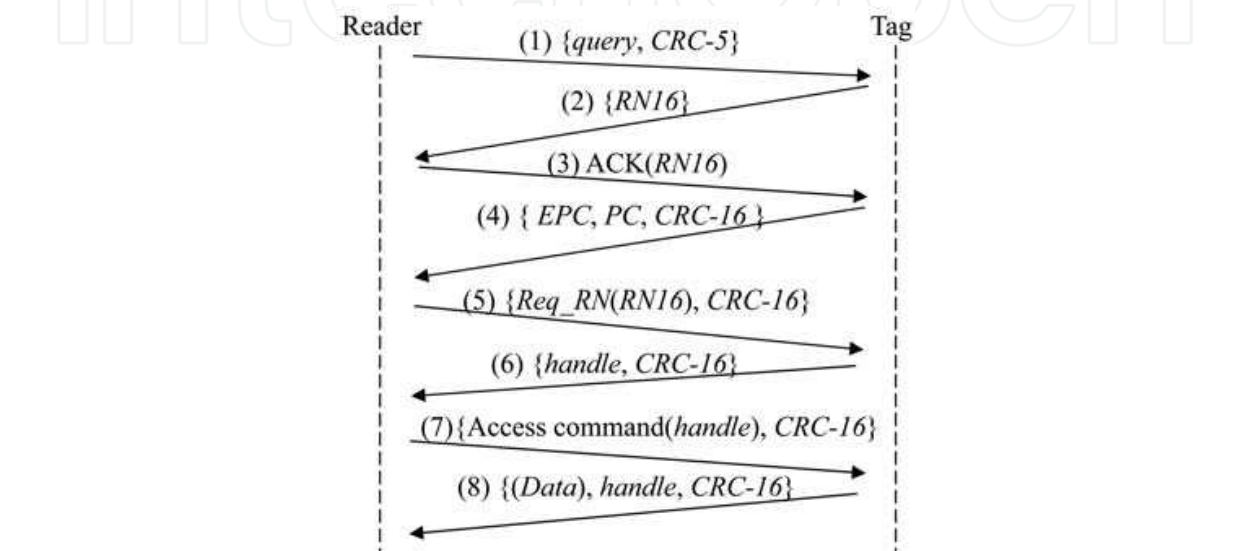 Reader Tag
(1) {query, CRC-5}
(2) {RN16}
(3) ACK(RN16)
(4) { EPC, PC, CRC-16 }
(5) {Req_RN(RN16), CRC-16}
(6) {handle, CRC-16}
(7){Access command(handle), CRC-16}
(8) {(Data), handle, CRC-16}